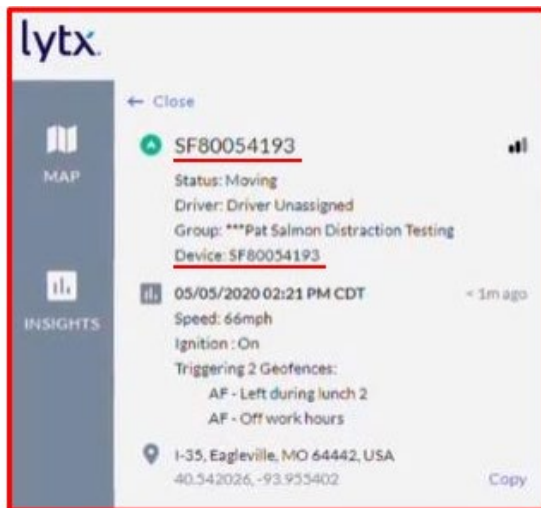 lytx.
← Close
MAP
SF80054193
Status: Moving
Driver: Driver Unassigned
Group: ***Pat Salmon Distraction Testing
Device: SF80054193
INSIGHTS
05/05/2020 02:21 PM CDT < 1m ago
Speed: 66mph
Ignition : On
Triggering 2 Geofences:
AF - Left during lunch 2
AF - Off work hours
I-35, Eagleville, MO 64442, USA
40.542026, -93.955402 Copy